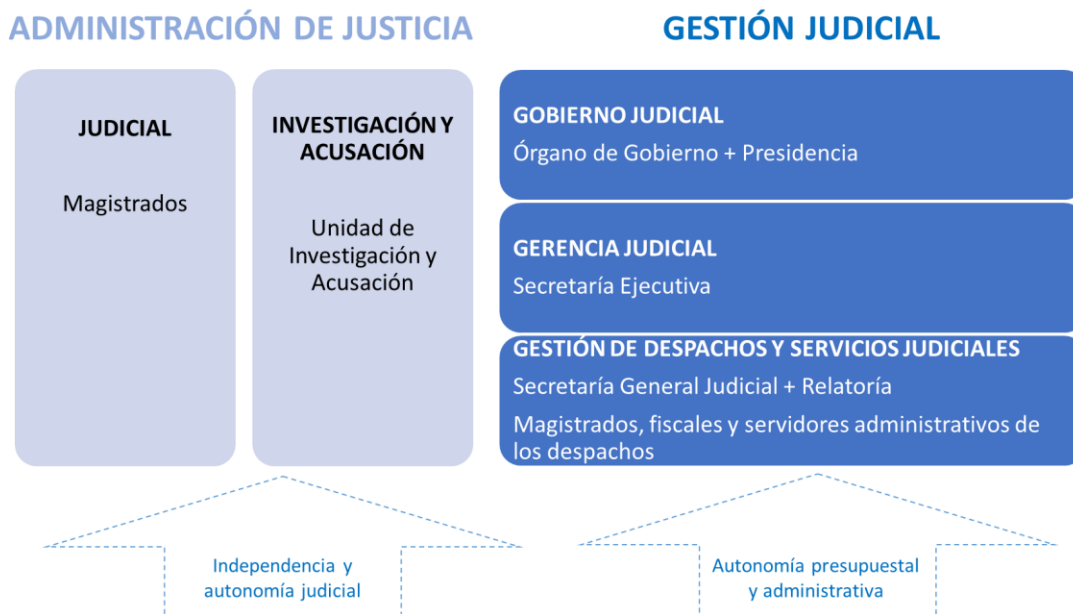 ADMINISTRACIÓN DE JUSTICIA
GESTIÓN JUDICIAL
JUDICIAL
Magistrados
INVESTIGACIÓN Y
ACUSACIÓN
Unidad de
Investigación y
Acusación
GOBIERNO JUDICIAL
Órgano de Gobierno + Presidencia
GERENCIA JUDICIAL
Secretaría Ejecutiva
GESTIÓN DE DESPACHOS Y SERVICIOS JUDICIALES
Secretaría General Judicial + Relatoría
Magistrados, fiscales y servidores administrativos de
los despachos
Independencia y
autonomía judicial
Autonomía presupuestal
y administrativa